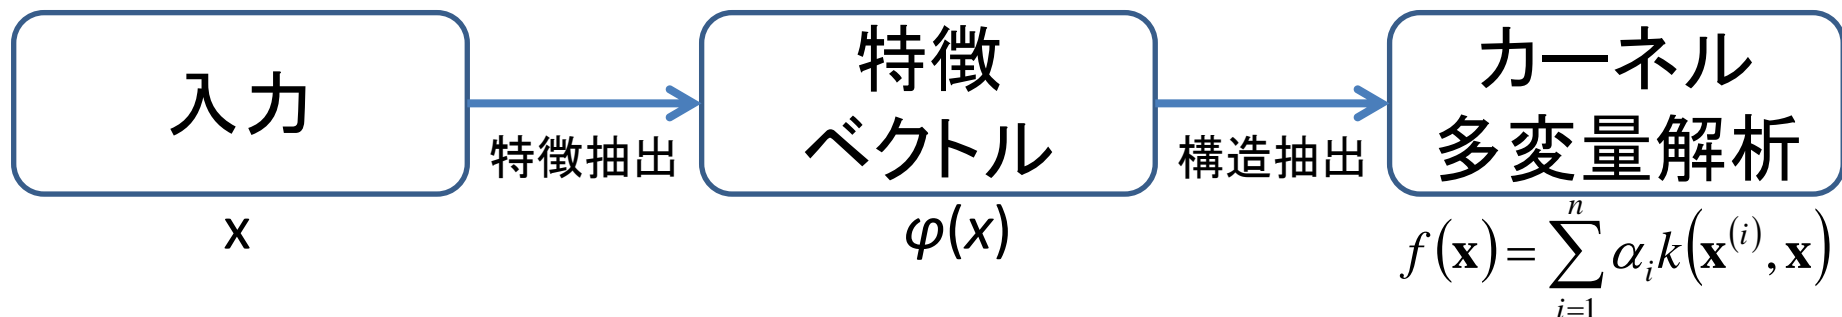 入力
x
特徴抽出
特徴
ベクトル
φ(x)
構造抽出
カーネル
多変量解析
f(x) = \sum_{i=1}^{n} α_i k(x^{(i)}, x)